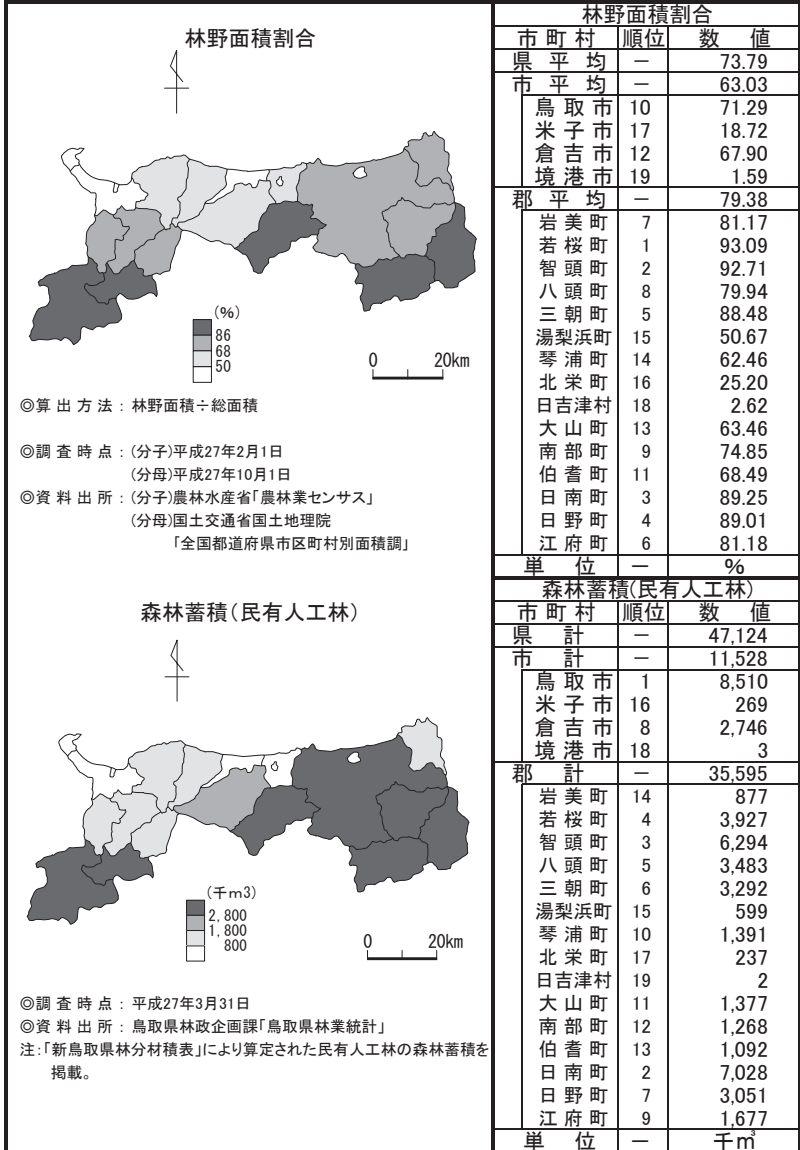 林野面積割合
(%)
86
68
50
0 20km
◎算出方法：林野面積÷総面積
◎調査時点：(分子)平成27年2月1日
(分母)平成27年10月1日
◎資料出所：(分子)農林水産省「農林業センサス」
(分母)国土交通省国土地理院
「全国都道府県市区町村別面積調」
林野面積割合
市町村 順位 数値
県平均 － 73.79
市平均 － 63.03
鳥取市 10 71.29
米子市 17 18.72
倉吉市 12 67.90
境港市 19 1.59
郡平均 － 79.38
岩美町 7 81.17
若桜町 1 93.09
智頭町 2 92.71
八頭町 8 79.94
三朝町 5 88.48
湯梨浜町 15 50.67
琴浦町 14 62.46
北栄町 16 25.20
日吉津村 18 2.62
大山町 13 63.46
南部町 9 74.85
伯耆町 11 68.49
日南町 3 89.25
日野町 4 89.01
江府町 6 81.18
単位 － %
森林蓄積(民有人工林)
(千m3)
2,800
1,800
800
0 20km
◎調査時点：平成27年3月31日
◎資料出所：鳥取県林政企画課「鳥取県林業統計」
注:「新鳥取県林分材積表」により算定された民有人工林の森林蓄積を
掲載。
森林蓄積(民有人工林)
市町村 順位 数値
県計 － 47,124
市計 － 11,528
鳥取市 1 8,510
米子市 16 269
倉吉市 8 2,746
境港市 18 3
郡計 － 35,595
岩美町 14 877
若桜町 4 3,927
智頭町 3 6,294
八頭町 5 3,483
三朝町 6 3,292
湯梨浜町 15 599
琴浦町 10 1,391
北栄町 17 237
日吉津村 19 2
大山町 11 1,377
南部町 12 1,268
伯耆町 13 1,092
日南町 2 7,028
日野町 7 3,051
江府町 9 1,677
単位 － 千㎥